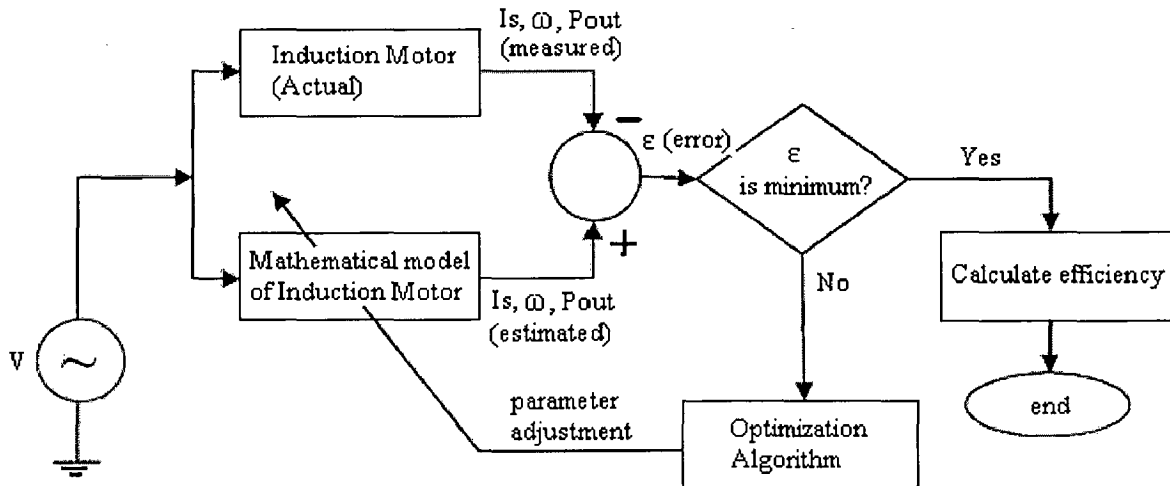 Induction Motor
(Actual)
Is, ω, Pout
(measured)
−
ε (error)
ε
is minimum?
Yes
Calculate efficiency
end
No
+
Mathematical model
of Induction Motor
Is, ω, Pout
(estimated)
V
~
parameter
adjustment
Optimization
Algorithm